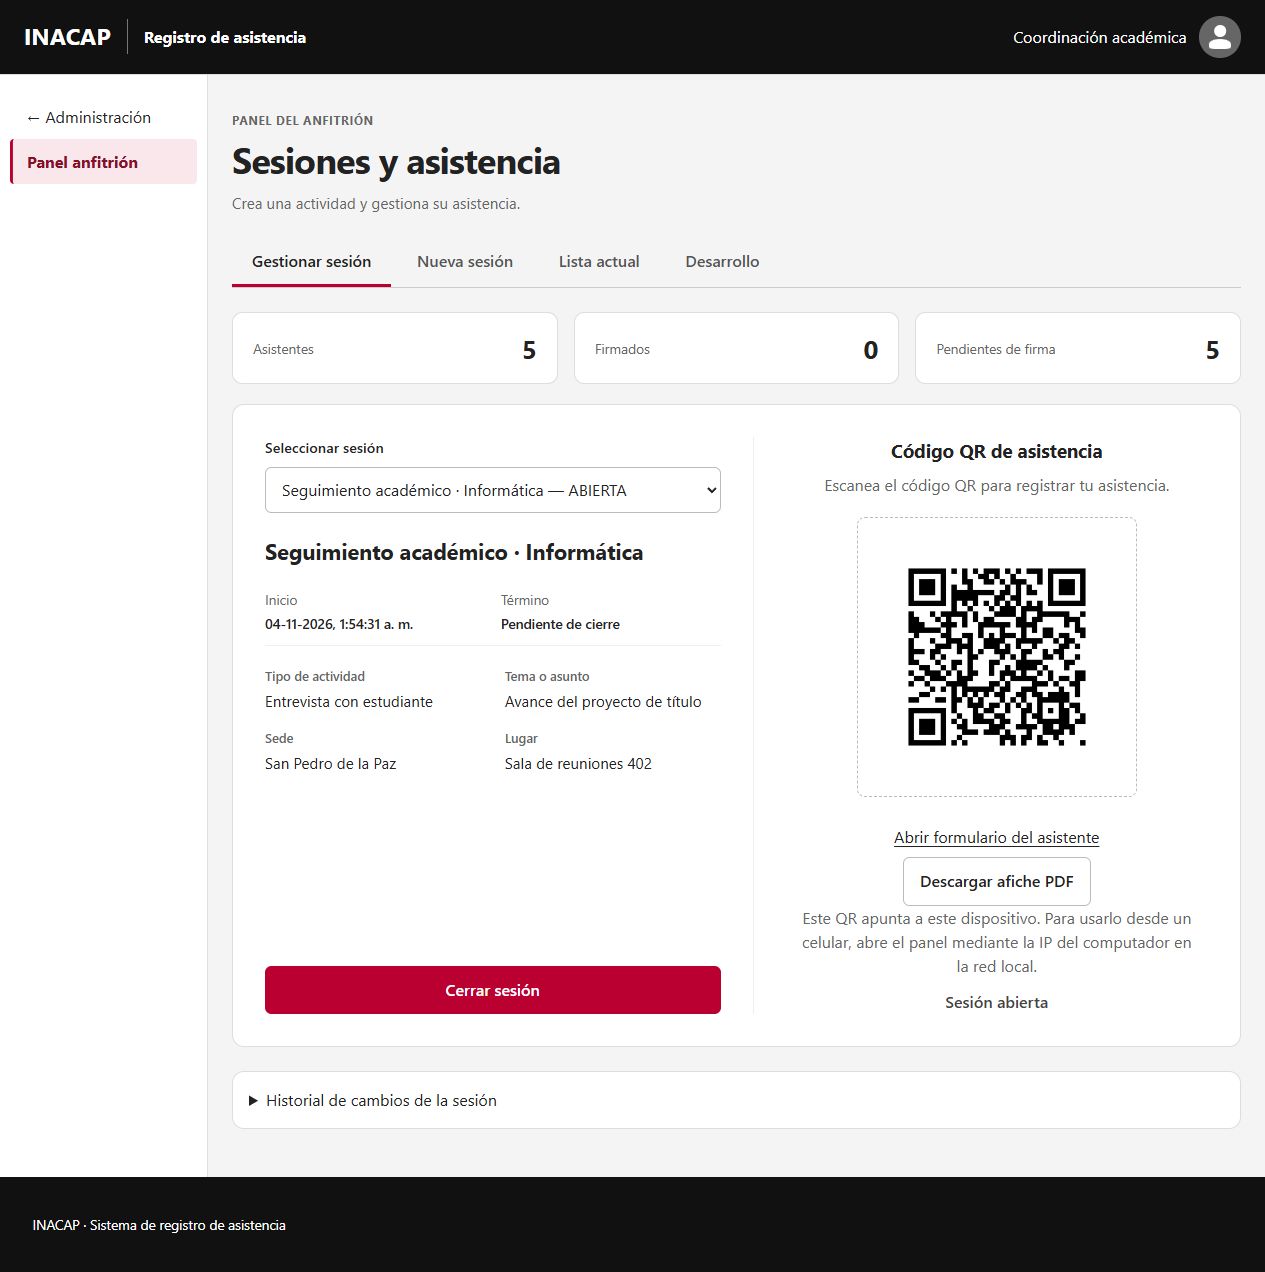 INACAP
Registro de asistencia
Coordinación académica
← Administración
Panel anfitrión
PANEL DEL ANFITRIÓN
Sesiones y asistencia
Crea una actividad y gestiona su asistencia.
Gestionar sesión
Nueva sesión
Lista actual
Desarrollo
Asistentes
5
Firmados
0
Pendientes de firma
5
Seleccionar sesión
Seguimiento académico · Informática — ABIERTA
Seguimiento académico · Informática
Inicio
04-11-2026, 1:54:31 a. m.
Término
Pendiente de cierre
Tipo de actividad
Entrevista con estudiante
Tema o asunto
Avance del proyecto de título
Sede
San Pedro de la Paz
Lugar
Sala de reuniones 402
Cerrar sesión
Código QR de asistencia
Escanea el código QR para registrar tu asistencia.
Abrir formulario del asistente
Descargar afiche PDF
Este QR apunta a este dispositivo. Para usarlo desde un
celular, abre el panel mediante la IP del computador en
la red local.
Sesión abierta
Historial de cambios de la sesión
INACAP · Sistema de registro de asistencia